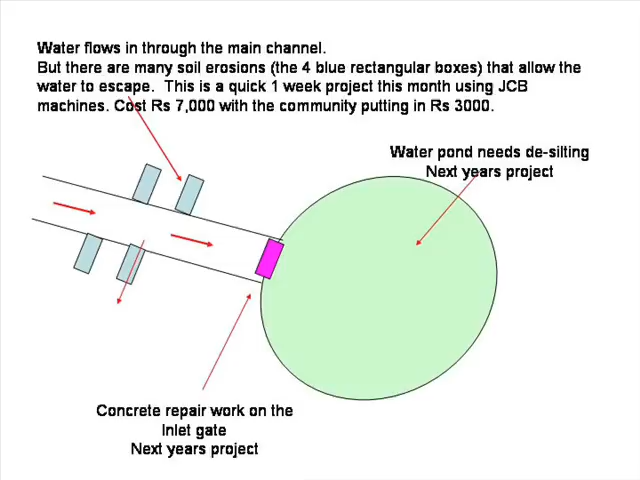 Water flows in through the main channel.
But there are many soil erosions (the 4 blue rectangular boxes) that allow the
water to escape.  This is a quick 1 week project this month using JCB
machines. Cost Rs 7,000 with the community putting in Rs 3000.
Water pond needs de-silting
Next years project
Concrete repair work on the
Inlet gate
Next years project